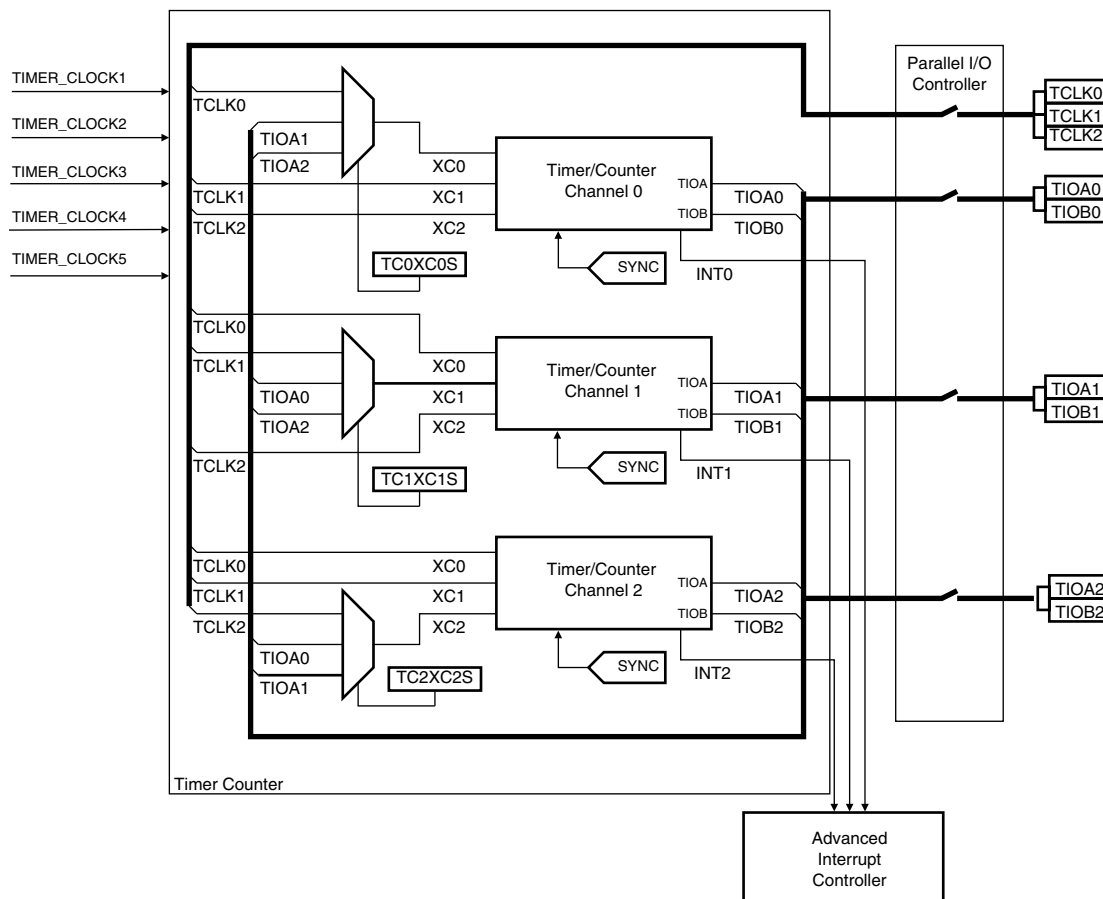 TIMER_CLOCK1
TIMER_CLOCK2
TIMER_CLOCK3
TIMER_CLOCK4
TIMER_CLOCK5
TCLK0
TIOA1
TIOA2
TCLK1
TCLK2
XC0
XC1
XC2
TC0XC0S
Timer/Counter
Channel 0
TIOA
TIOB
TIOA0
TIOB0
SYNC
INT0
TCLK0
TCLK1
TIOA0
TIOA2
TCLK2
XC0
XC1
XC2
TC1XC1S
Timer/Counter
Channel 1
TIOA
TIOB
TIOA1
TIOB1
SYNC
INT1
TCLK0
TCLK1
TCLK2
TIOA0
TIOA1
XC0
XC1
XC2
TC2XC2S
Timer/Counter
Channel 2
TIOA
TIOB
TIOA2
TIOB2
SYNC
INT2
Timer Counter
Parallel I/O
Controller
TCLK0
TCLK1
TCLK2
TIOA0
TIOB0
TIOA1
TIOB1
TIOA2
TIOB2
Advanced
Interrupt
Controller